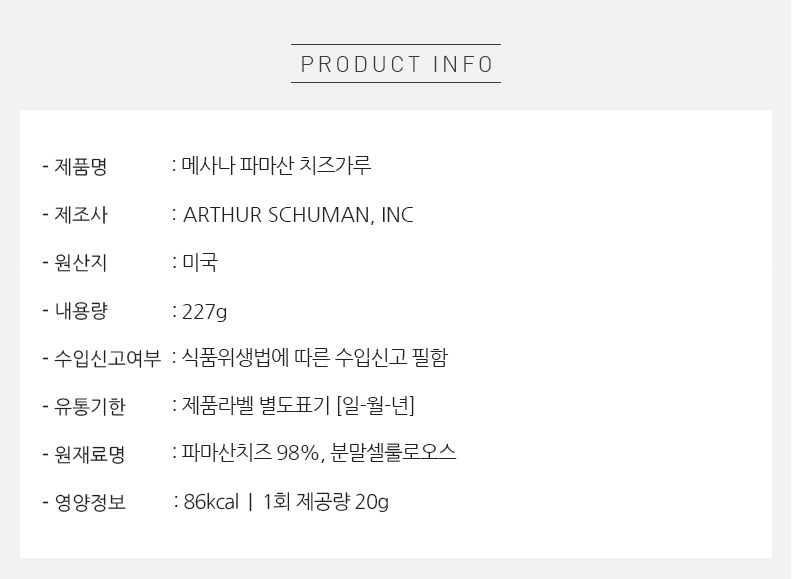 PRODUCT INFO
- 제품명 : 메사나 파마산 치즈가루
- 제조사 : ARTHUR SCHUMAN, INC
- 원산지 : 미국
- 내용량 : 227g
- 수입신고여부 : 식품위생법에 따른 수입신고 필함
- 유통기한 : 제품라벨 별도표기 [일-월-년]
- 원재료명 : 파마산치즈 98%, 분말셀룰로오스
- 영양정보 : 86kcal | 1회 제공량 20g